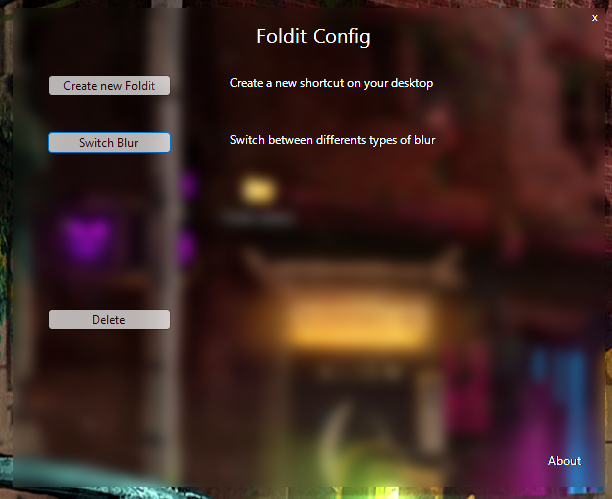 x
Foldit Config
Create new Foldit
Create a new shortcut on your desktop
Switch Blur
Switch between differents types of blur
Delete
About